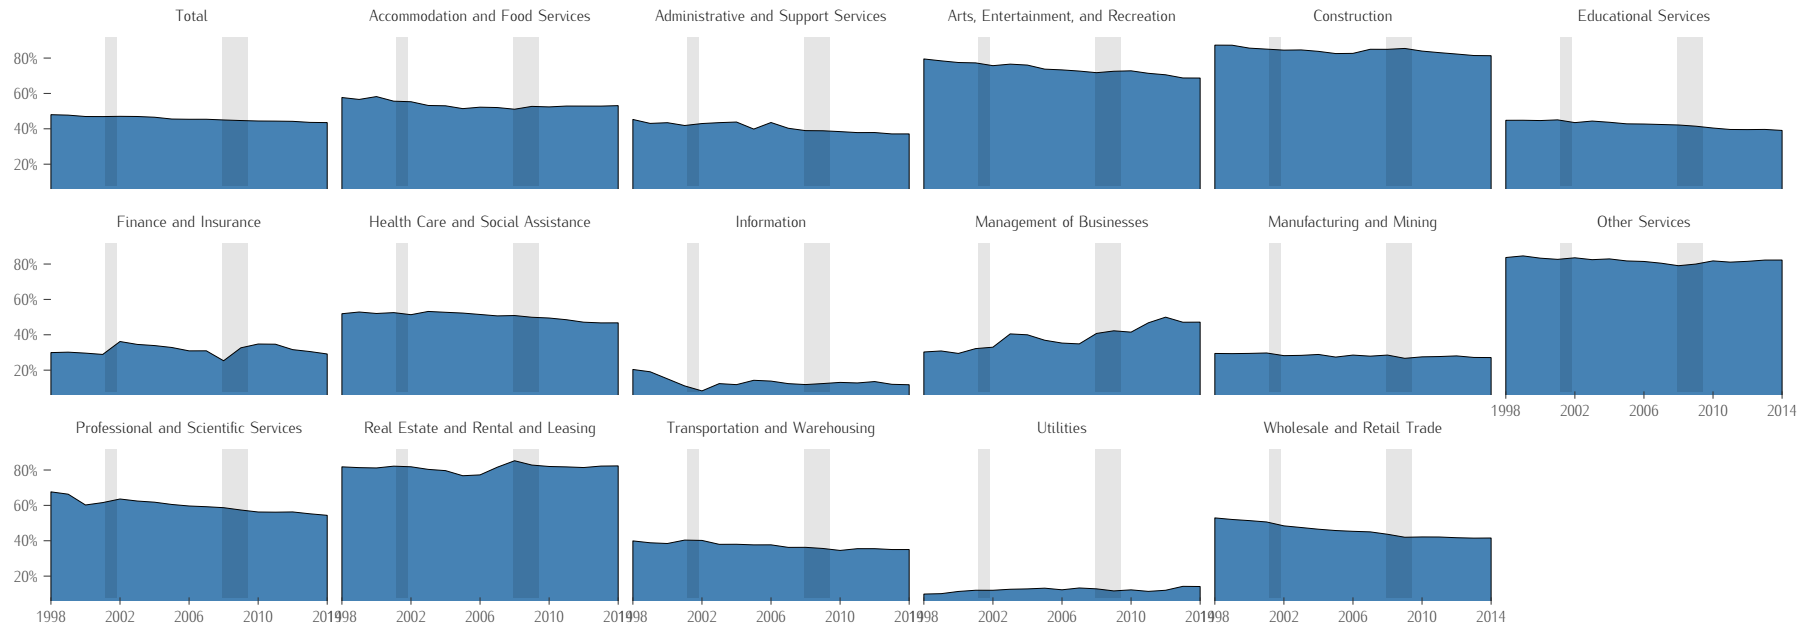 Total Accommodation and Food Services Administrative and Support Services Arts, Entertainment, and Recreation Construction Educational Services
80%
60%
40%
20%
Finance and Insurance Health Care and Social Assistance Information Management of Businesses Manufacturing and Mining Other Services
80%
60%
40%
20%
1998 2002 2006 2010 2014
Professional and Scientific Services Real Estate and Rental and Leasing Transportation and Warehousing Utilities Wholesale and Retail Trade
80%
60%
40%
20%
1998 2002 2006 2010 2014 1998 2002 2006 2010 2014 1998 2002 2006 2010 2014 1998 2002 2006 2010 2014 1998 2002 2006 2010 2014